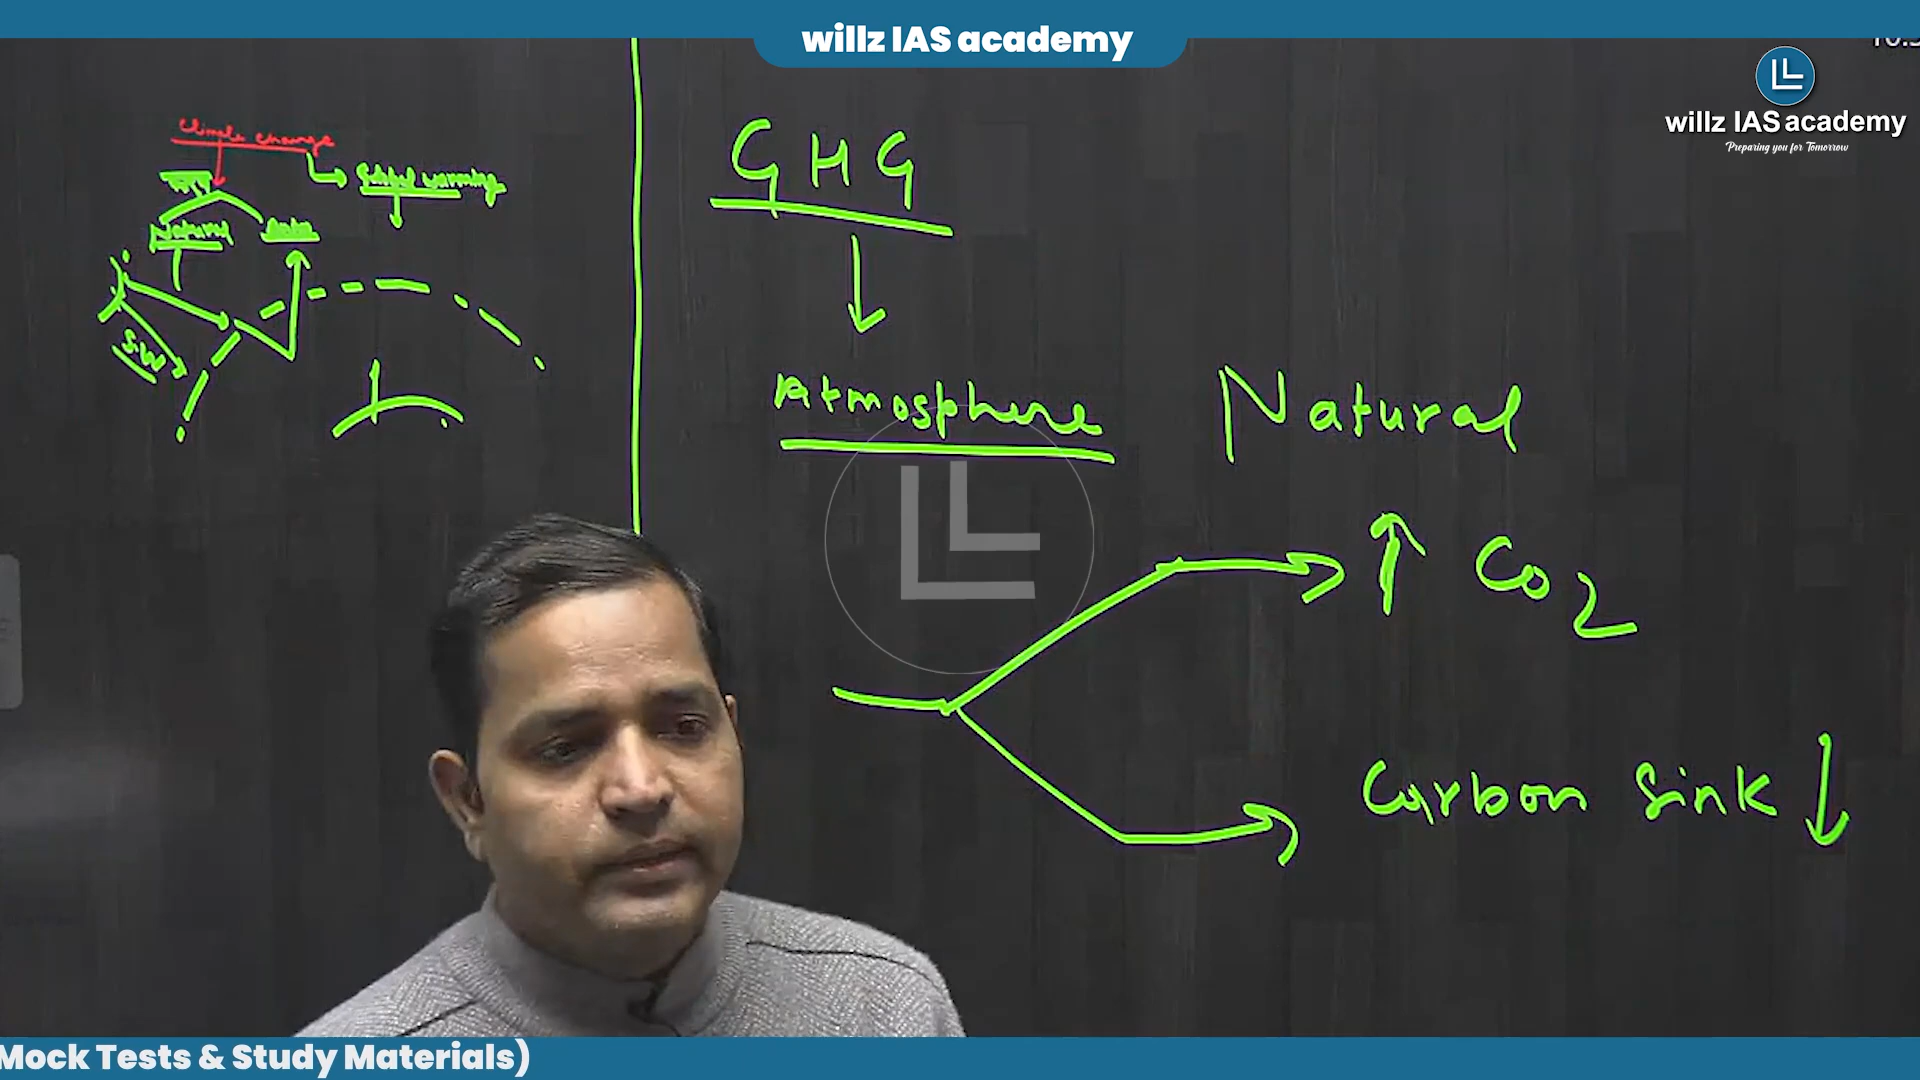 willz IAS academy
willz IAS academy
Preparing you for Tomorrow
Climate change
Global warming
Natural
SW
GHG
Atmosphere
Natural
CO2
Carbon Sink
Mock Tests & Study Materials)